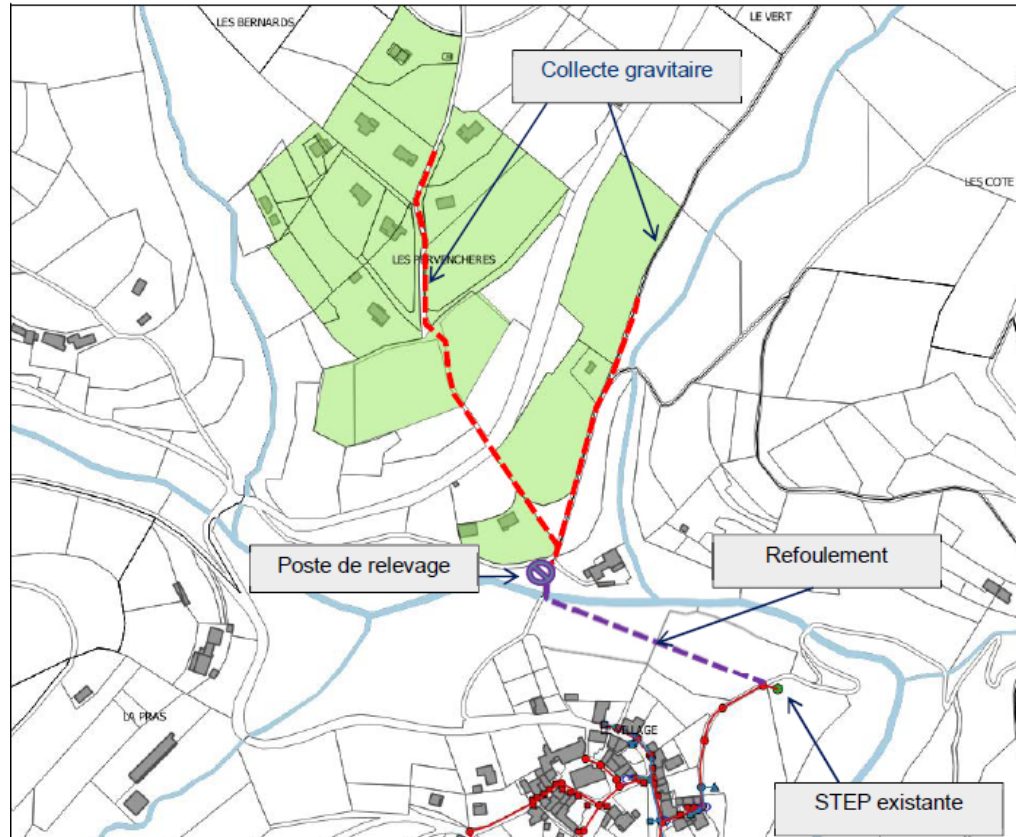 LES BERNARDS
LE VERT
Collecte gravitaire
LES COTE
LES PERVENCHERES
Poste de relevage
Refoulement
LA PRAS
LE VILLAGE
STEP existante